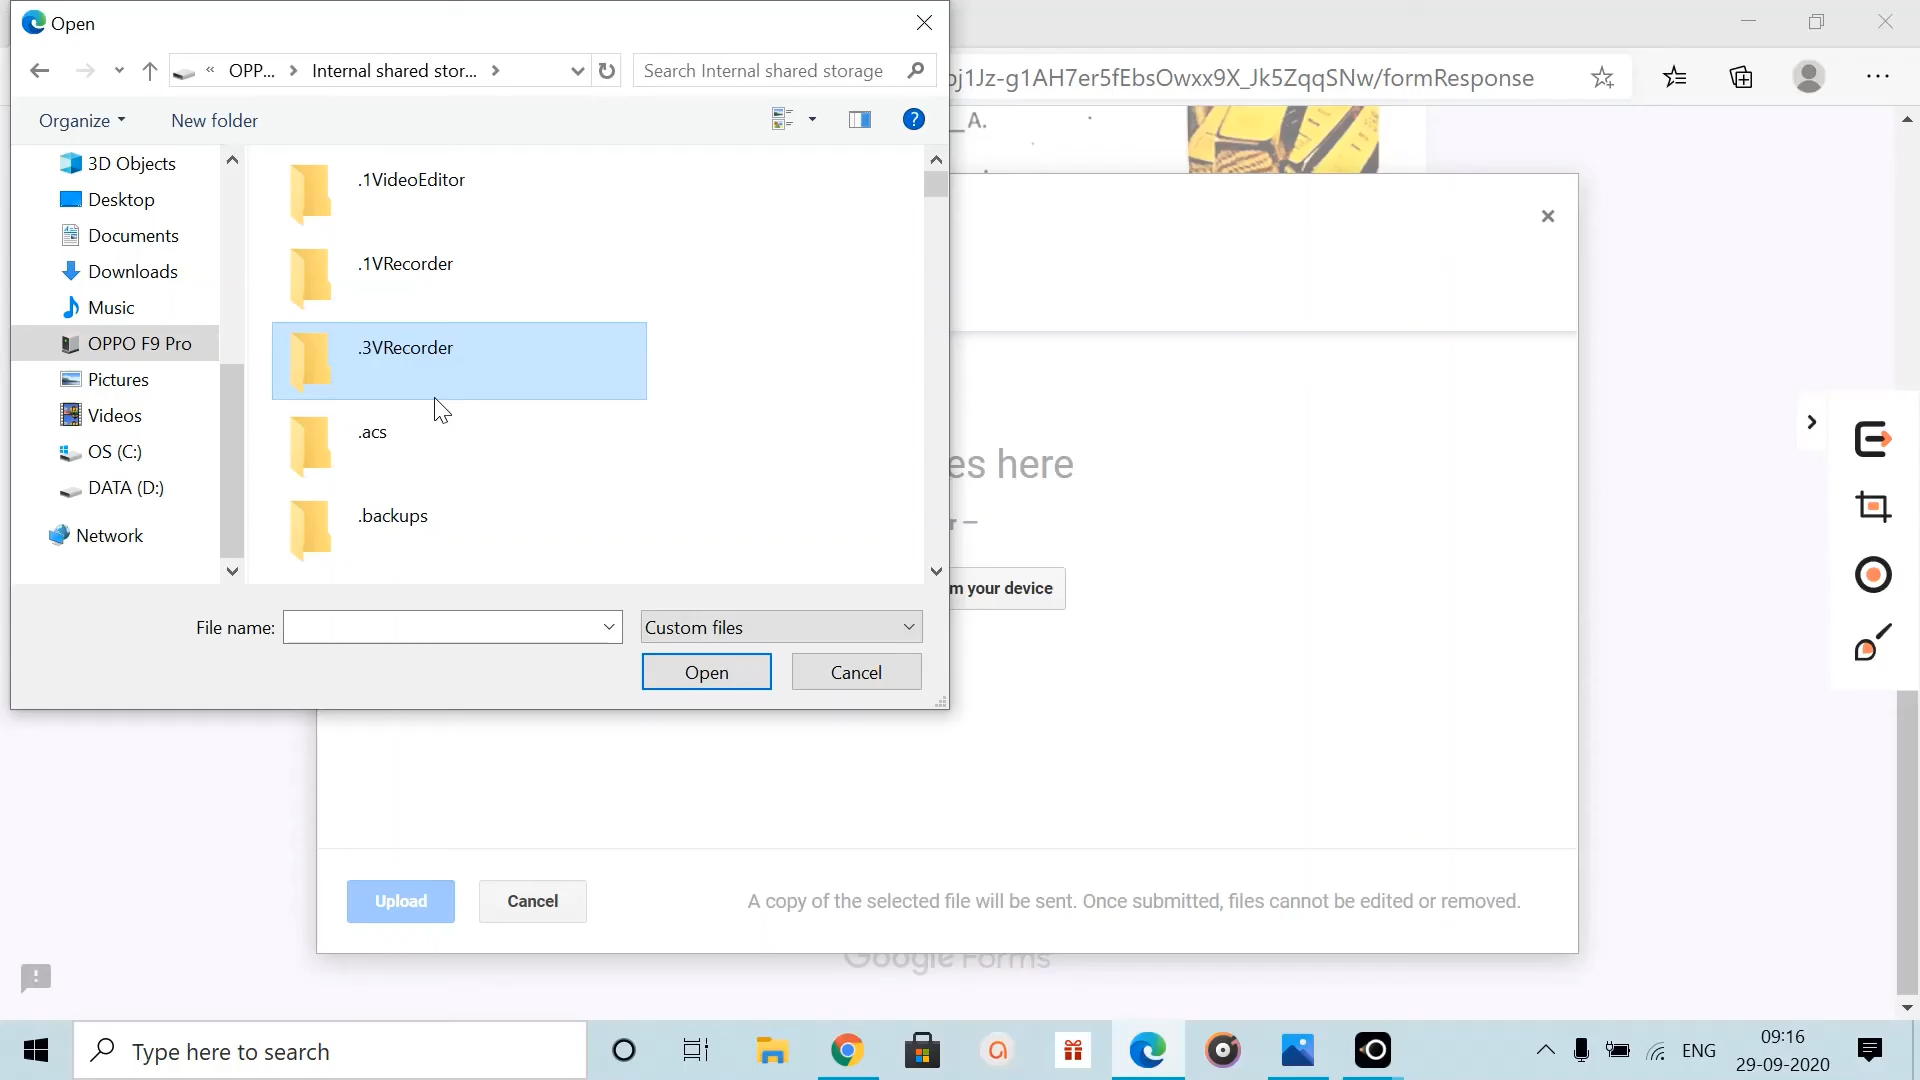 Open
« OPP... > Internal shared stor... >
Search Internal shared storage
oj1Jz-g1AH7er5fEbsOwxx9X_Jk5ZqqSNw/formResponse
Organize
New folder
_A.
3D Objects
Desktop
Documents
Downloads
Music
OPPO F9 Pro
Pictures
Videos
OS (C:)
DATA (D:)
Network
.1VideoEditor
.1VRecorder
.3VRecorder
.acs
.backups
es here
r —
m your device
File name:
Custom files
Open
Cancel
Upload
Cancel
A copy of the selected file will be sent. Once submitted, files cannot be edited or removed.
Google Forms
Type here to search
ENG
09:16
29-09-2020